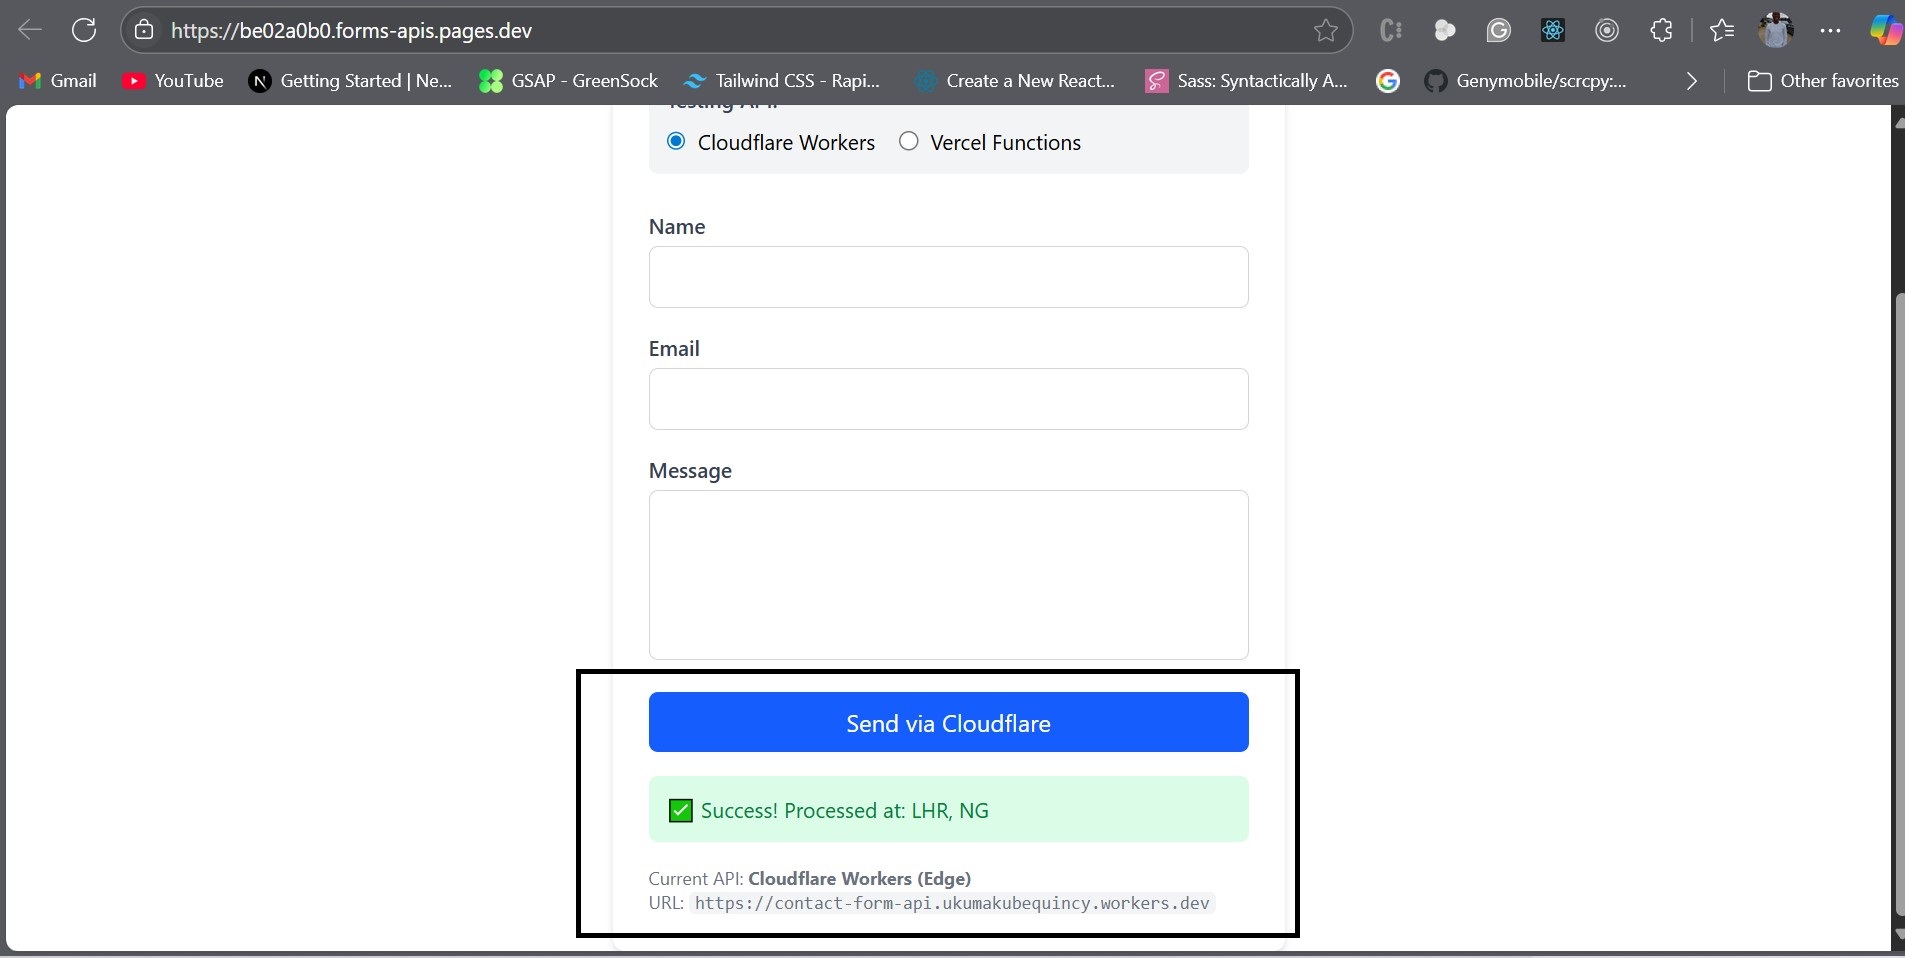 https://be02a0b0.forms-apis.pages.dev
Gmail YouTube Getting Started | Ne... GSAP - GreenSock Tailwind CSS - Rapi... Create a New React... Sass: Syntactically A... Genymobile/scrcpy:... Other favorites
Testing API:
Cloudflare Workers Vercel Functions
Name
Email
Message
Send via Cloudflare
Success! Processed at: LHR, NG
Current API: Cloudflare Workers (Edge)
URL: https://contact-form-api.ukumakubequincy.workers.dev